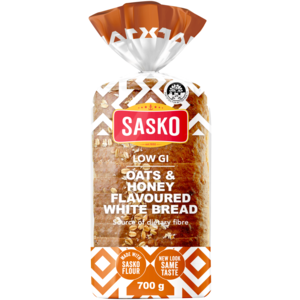 SASKO
LOW GI
OATS &
HONEY
FLAVOURED
WHITE BREAD
Source of dietary fibre
MADE WITH
SASKO
FLOUR
NEW LOOK
SAME
TASTE
700 g